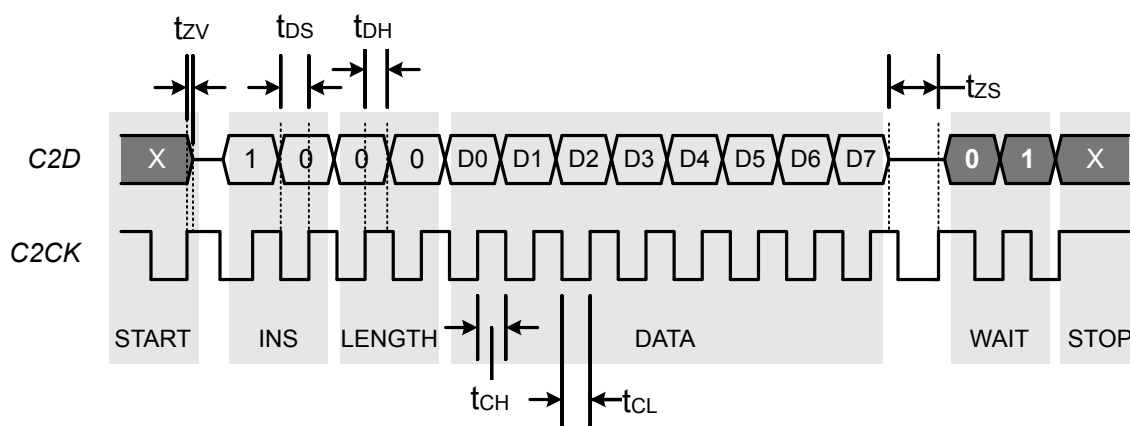 tZV tDS tDH
tZS
C2D X 1 0 0 0 D0 D1 D2 D3 D4 D5 D6 D7 0 1 X
C2CK
START INS LENGTH DATA WAIT STOP
tCH tCL